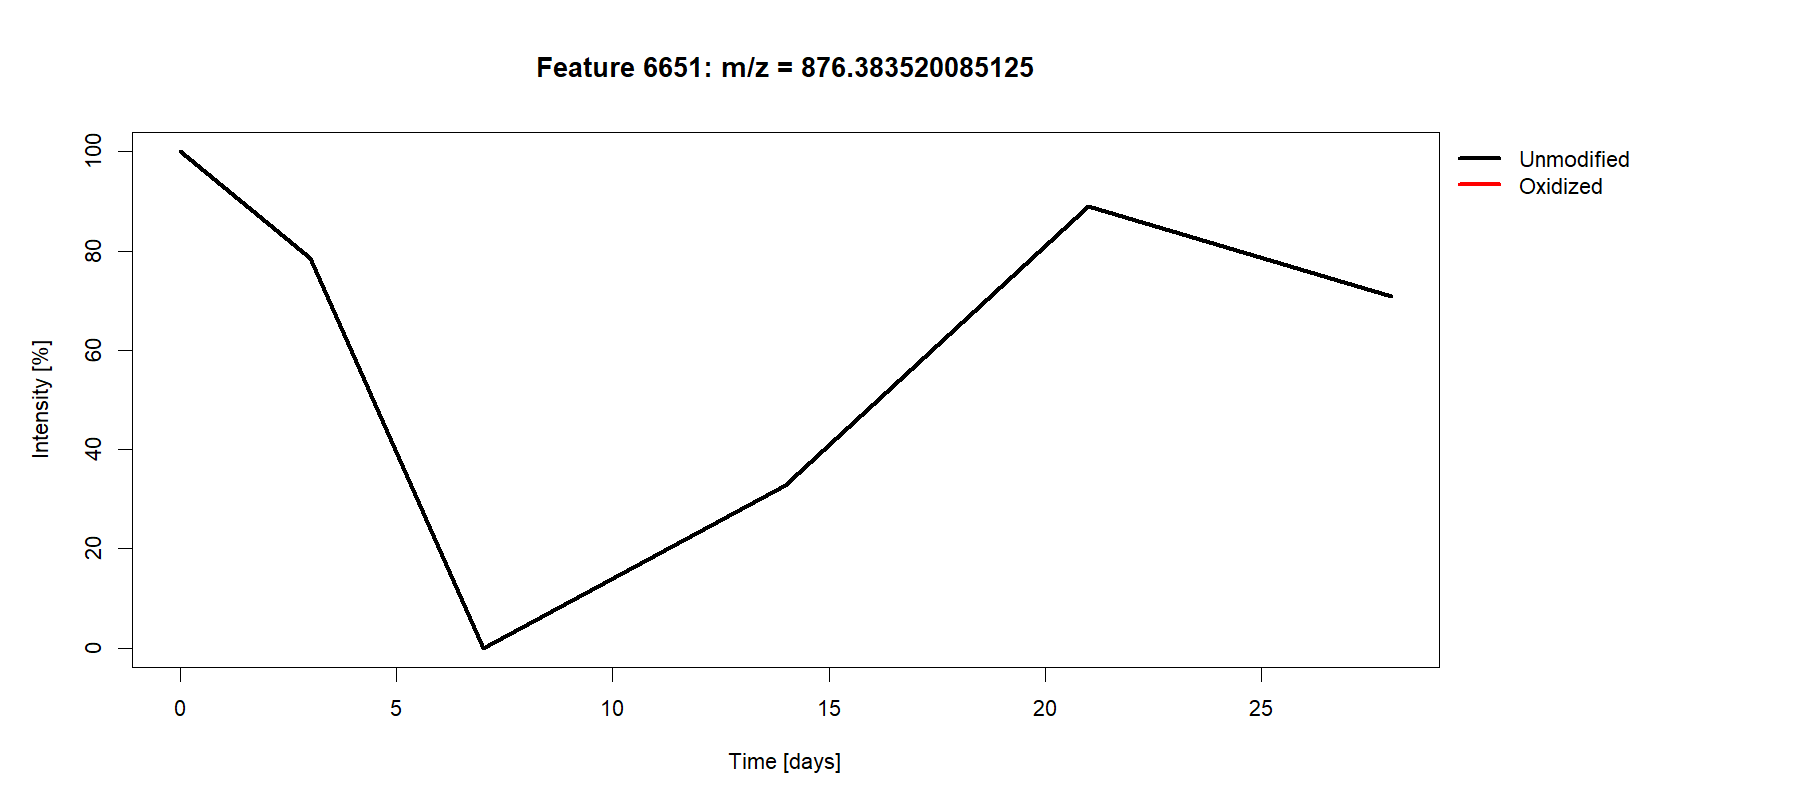 Feature 6651: m/z = 876.383520085125
Unmodified
Oxidized
Intensity [%]
100
80
60
40
20
0
0 5 10 15 20 25
Time [days]